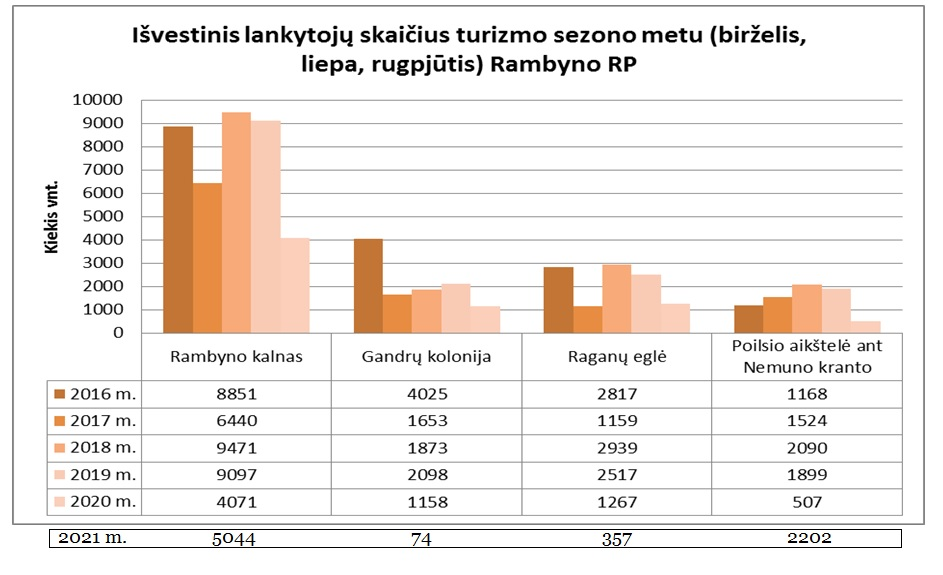 Išvestinis lankytojų skaičius turizmo sezono metu (birželis,
liepa, rugpjūtis) Rambyno RP
Kiekis vnt.
10000
9000
8000
7000
6000
5000
4000
3000
2000
1000
0
Rambyno kalnas Gandrų kolonija Raganų eglė Poilsio aikštelė ant
Nemuno kranto
2016 m. 8851 4025 2817 1168
2017 m. 6440 1653 1159 1524
2018 m. 9471 1873 2939 2090
2019 m. 9097 2098 2517 1899
2020 m. 4071 1158 1267 507
2021 m. 5044 74 357 2202